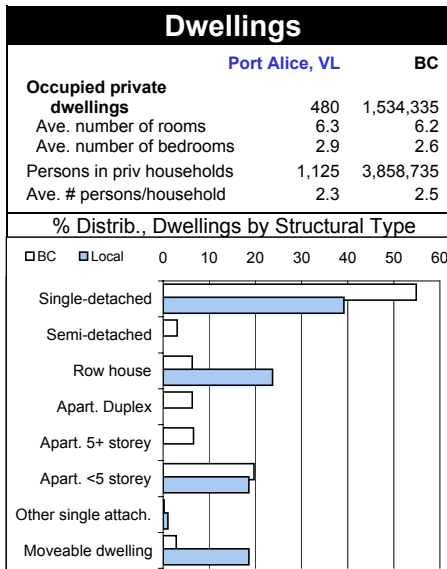 Dwellings
Port Alice, VL BC
Occupied private
dwellings 480 1,534,335
Ave. number of rooms 6.3 6.2
Ave. number of bedrooms 2.9 2.6
Persons in priv households 1,125 3,858,735
Ave. # persons/household 2.3 2.5
% Distrib., Dwellings by Structural Type
BC Local 0 10 20 30 40 50 60
Single-detached
Semi-detached
Row house
Apart. Duplex
Apart. 5+ storey
Apart. <5 storey
Other single attach.
Moveable dwelling